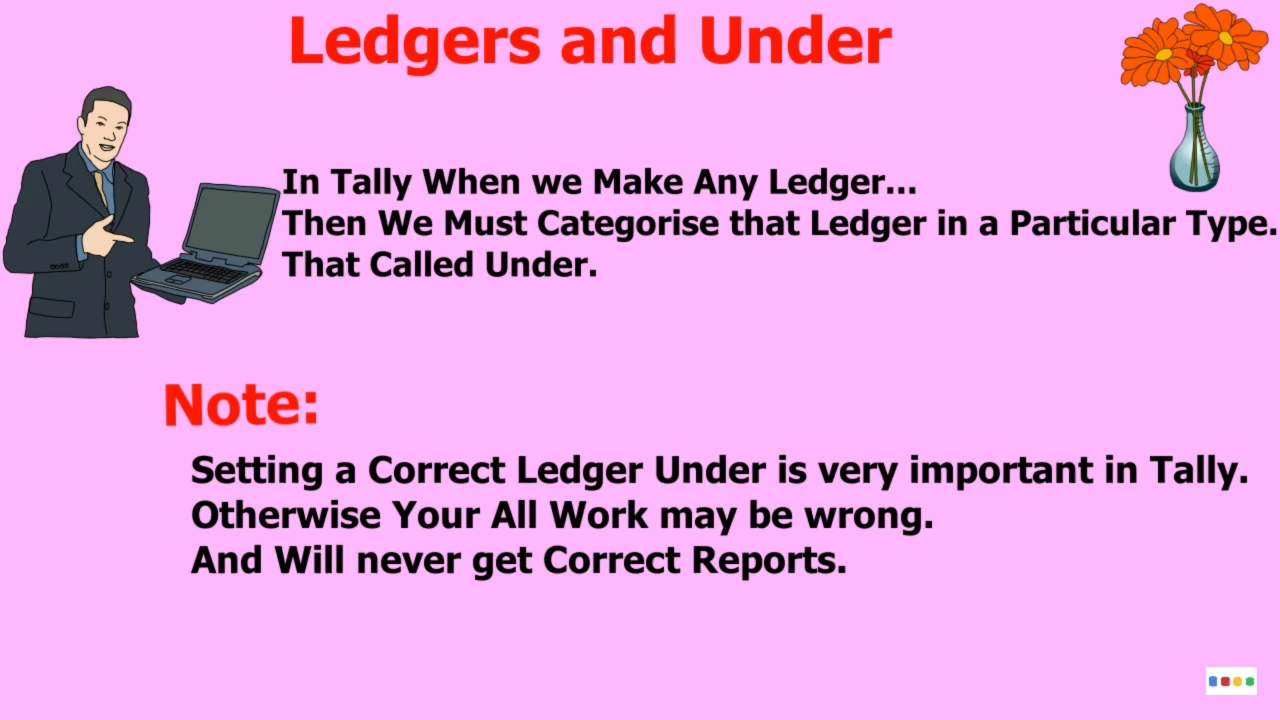 Ledgers and Under
In Tally When we Make Any Ledger...
Then We Must Categorise that Ledger in a Particular Type.
That Called Under.
Note:
Setting a Correct Ledger Under is very important in Tally.
Otherwise Your All Work may be wrong.
And Will never get Correct Reports.